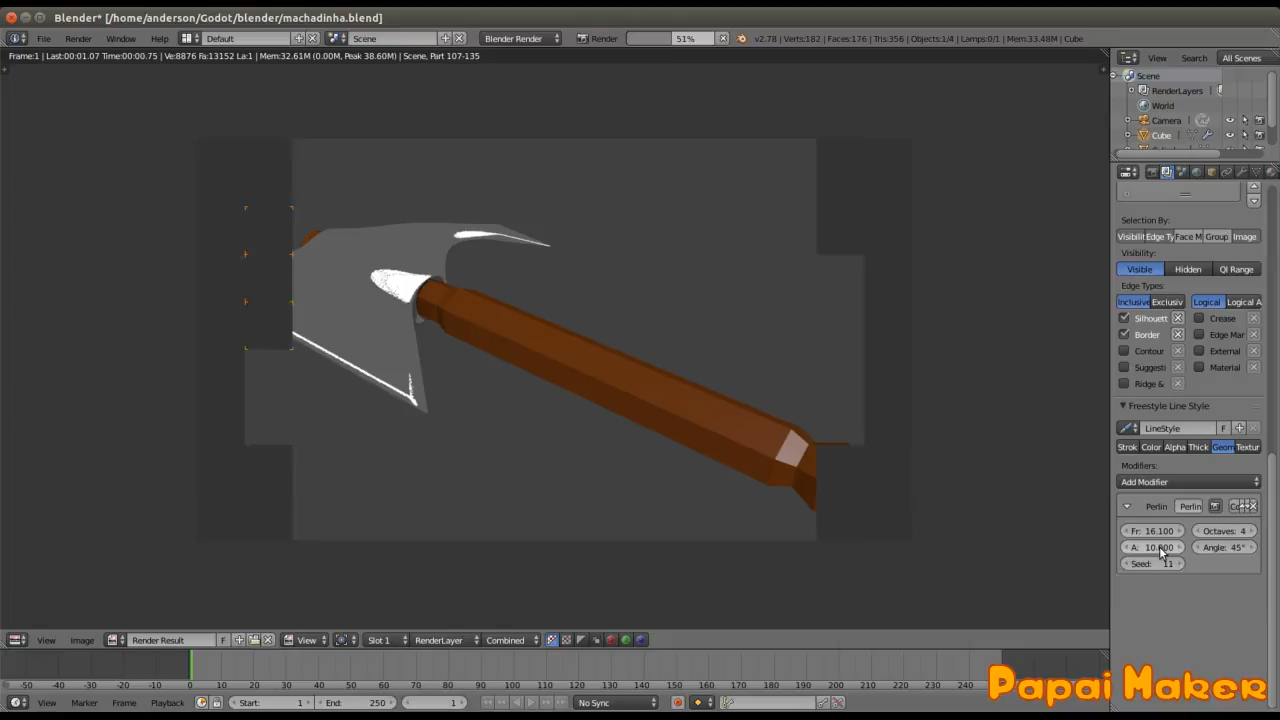 Blender* [/home/anderson/Godot/blender/machadinha.blend]
File Render Window Help Default Scene Blender Render Render 51% v2.78 | Verts:182 | Faces:176 | Tris:356 | Objects:1/4 | Lamps:0/1 | Mem:33.48M | Cube
Frame:1 | Last:00:01.07 Time:00:00.75 | Ve:8876 Fa:13152 La:1 | Mem:32.61M (0.00M, Peak 38.60M) | Scene, Part 107-135
View Search All Scenes
Scene
RenderLayers
World
Camera
Cube
Selection By:
Visibilit Edge Ty Face M Group Image
Visibility:
Visible Hidden QI Range
Edge Types:
Inclusive Exclusiv Logical Logical A
Silhouett Crease
Border Edge Mar
Contour External
Suggesti Material
Ridge &
Freestyle Line Style
LineStyle F
Strok Color Alpha Thick Geom Textur
Modifiers:
Add Modifier
Perlin Perlin
Fr: 16.100 Octaves: 4
Angle: 45°
Seed: 11
View Image Render Result F View Slot 1 RenderLayer Combined
-50 -40 -30 -20 -10 0 10 20 30 40 50 60 70 80 90 100 110 120 130 140 150 160 170 180 190 200 210 220 230 240
View Marker Frame Playback Start: 1 End: 250 1 No Sync
Papai Maker